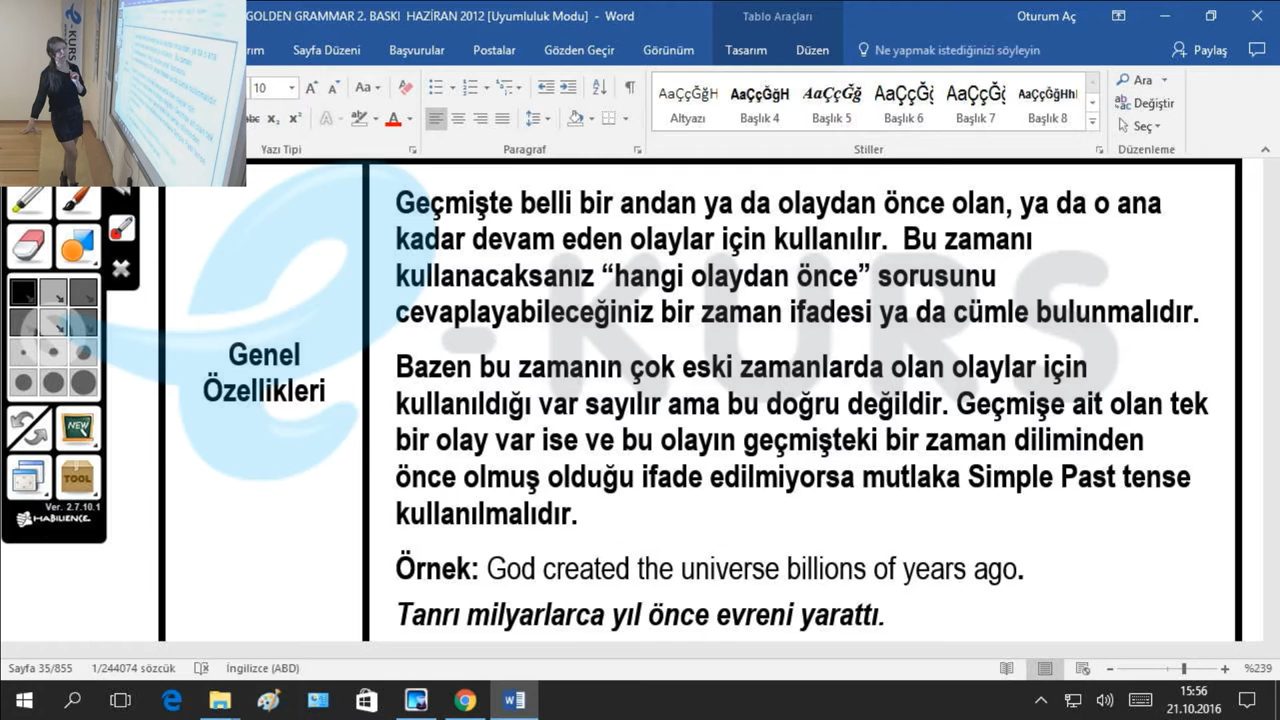 GOLDEN GRAMMAR 2. BASKI HAZİRAN 2012 [Uyumluluk Modu] - Word
Tablo Araçları
Oturum Aç
Sayfa Düzeni
Başvurular
Postalar
Gözden Geçir
Görünüm
Tasarım
Düzen
Ne yapmak istediğinizi söyleyin
Paylaş
10
Aa
AaÇçĞğH
AaÇçĞğH
AaÇçĞğ
AaÇçĞċ
AaÇçĞċ
AaÇçĞğHh
Altyazı
Başlık 4
Başlık 5
Başlık 6
Başlık 7
Başlık 8
Ara
Değiştir
Seç
Yazı Tipi
Paragraf
Stiller
Düzenleme
e-KURS
Geçmişte belli bir andan ya da olaydan önce olan, ya da o ana
kadar devam eden olaylar için kullanılır. Bu zamanı
kullanacaksanız “hangi olaydan önce” sorusunu
cevaplayabileceğiniz bir zaman ifadesi ya da cümle bulunmalıdır.
Genel
Özellikleri
Bazen bu zamanın çok eski zamanlarda olan olaylar için
kullanıldığı var sayılır ama bu doğru değildir. Geçmişe ait olan tek
bir olay var ise ve bu olayın geçmişteki bir zaman diliminden
önce olmuş olduğu ifade edilmiyorsa mutlaka Simple Past tense
kullanılmalıdır.
Örnek: God created the universe billions of years ago.
Tanrı milyarlarca yıl önce evreni yarattı.
NEW
TOOL
Ver. 2.7.10.1
HABILIENCE
Sayfa 35/855
1/244074 sözcük
İngilizce (ABD)
%239
15:56
21.10.2016